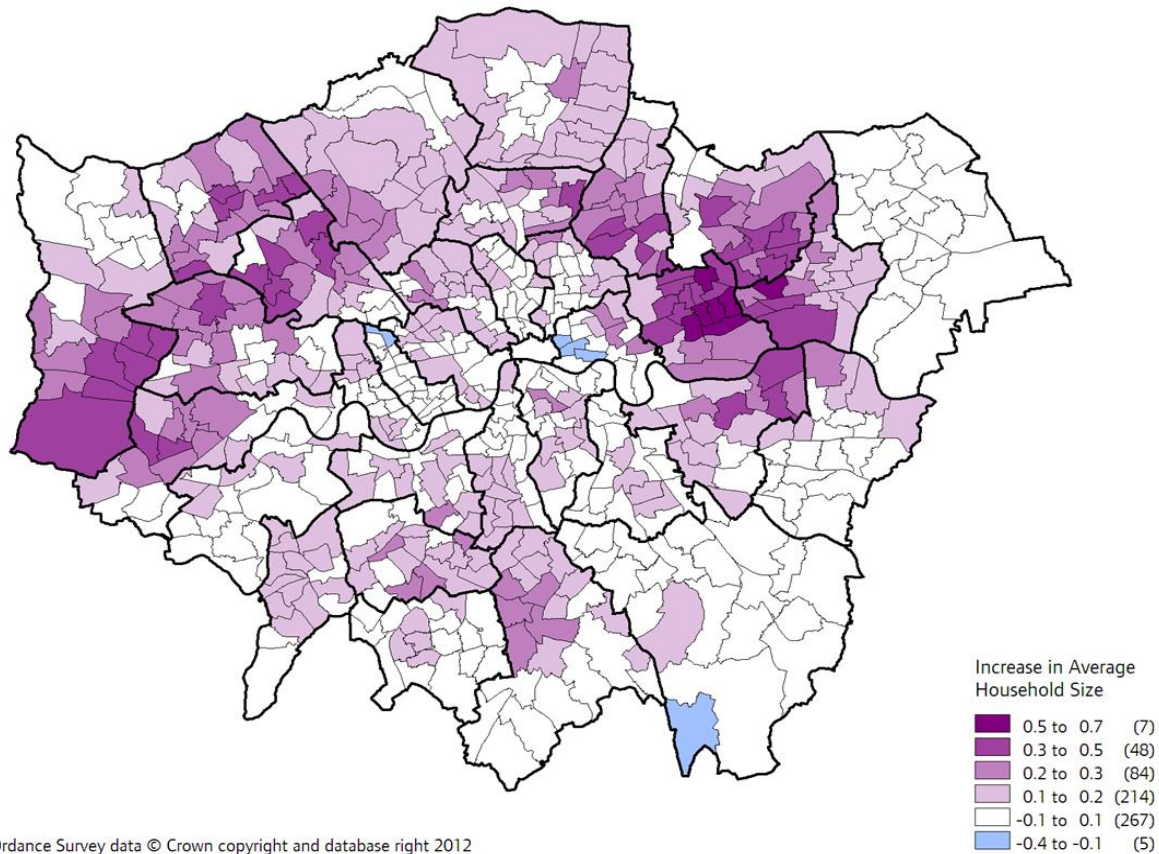 Increase in Average
Household Size
0.5 to 0.7 (7)
0.3 to 0.5 (48)
0.2 to 0.3 (84)
0.1 to 0.2 (214)
-0.1 to 0.1 (267)
-0.4 to -0.1 (5)
rdance Survey data © Crown copyright and database right 2012